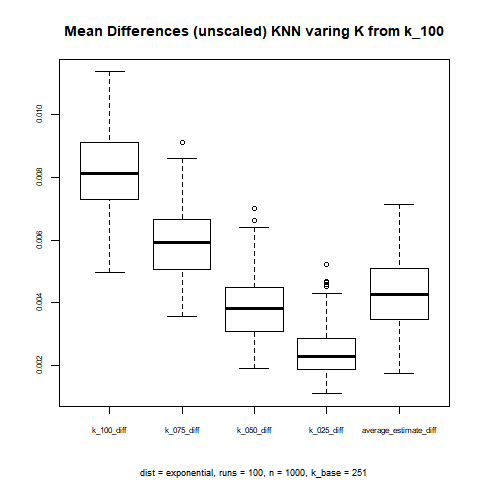 Mean Differences (unscaled) KNN varing K from k_100
0.010
0.008
0.006
0.004
0.002
k_100_diff
k_075_diff
k_050_diff
k_025_diff
average_estimate_diff
dist = exponential, runs = 100, n = 1000, k_base = 251